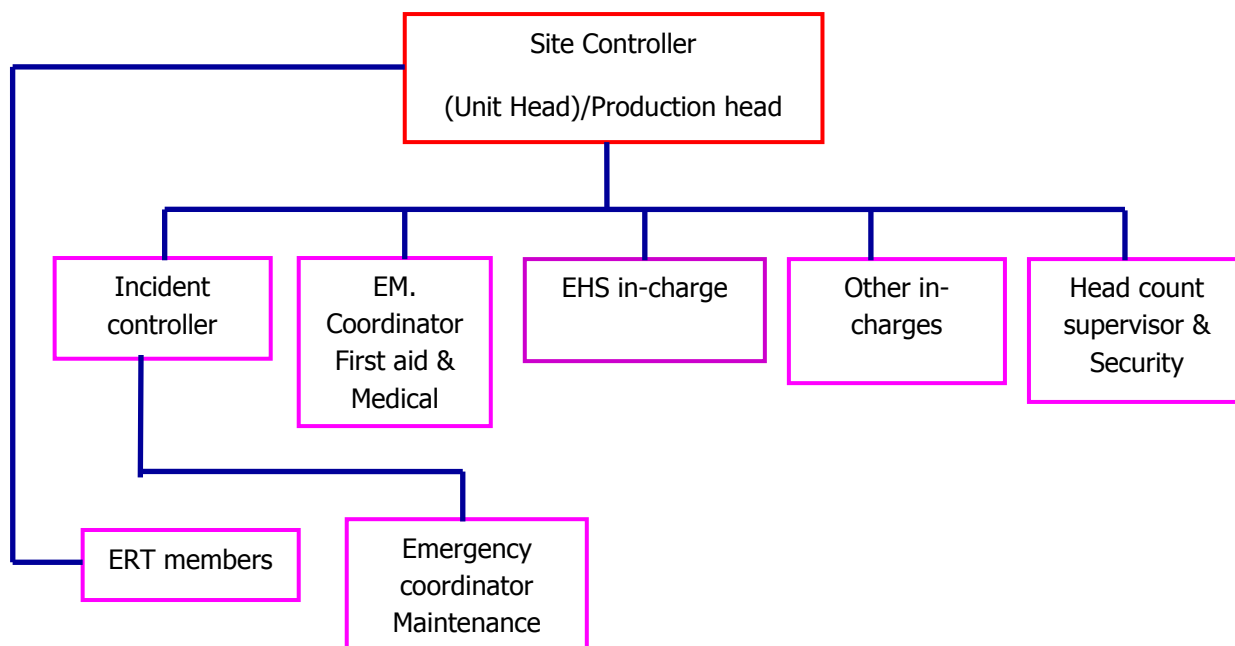 Site Controller
(Unit Head)/Production head
Incident
controller
EM.
Coordinator
First aid &
Medical
EHS in-charge
Other in-
charges
Head count
supervisor &
Security
ERT members
Emergency
coordinator
Maintenance